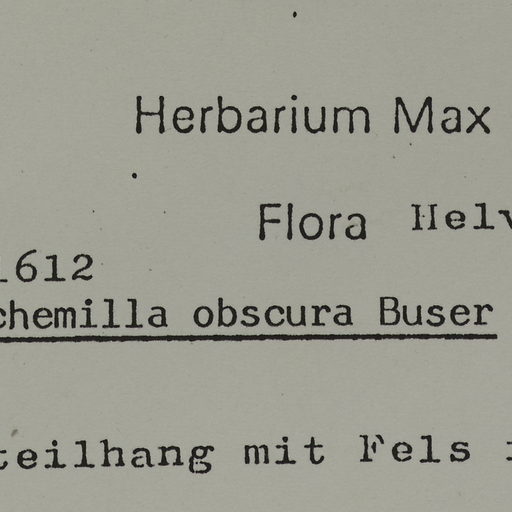 Herbarium Max
Flora Helv
1612
chemilla obscura Buser
teilhang mit Fels